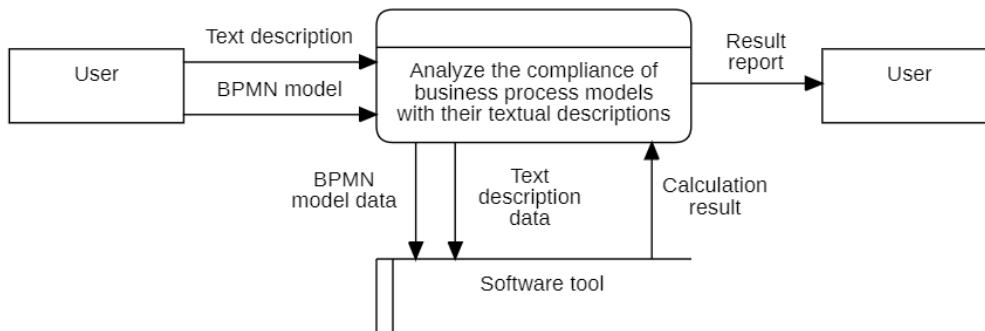 Text description
User
BPMN model
Analyze the compliance of
business process models
with their textual descriptions
Result
report
User
BPMN
model data
Text
description
data
Calculation
result
Software tool